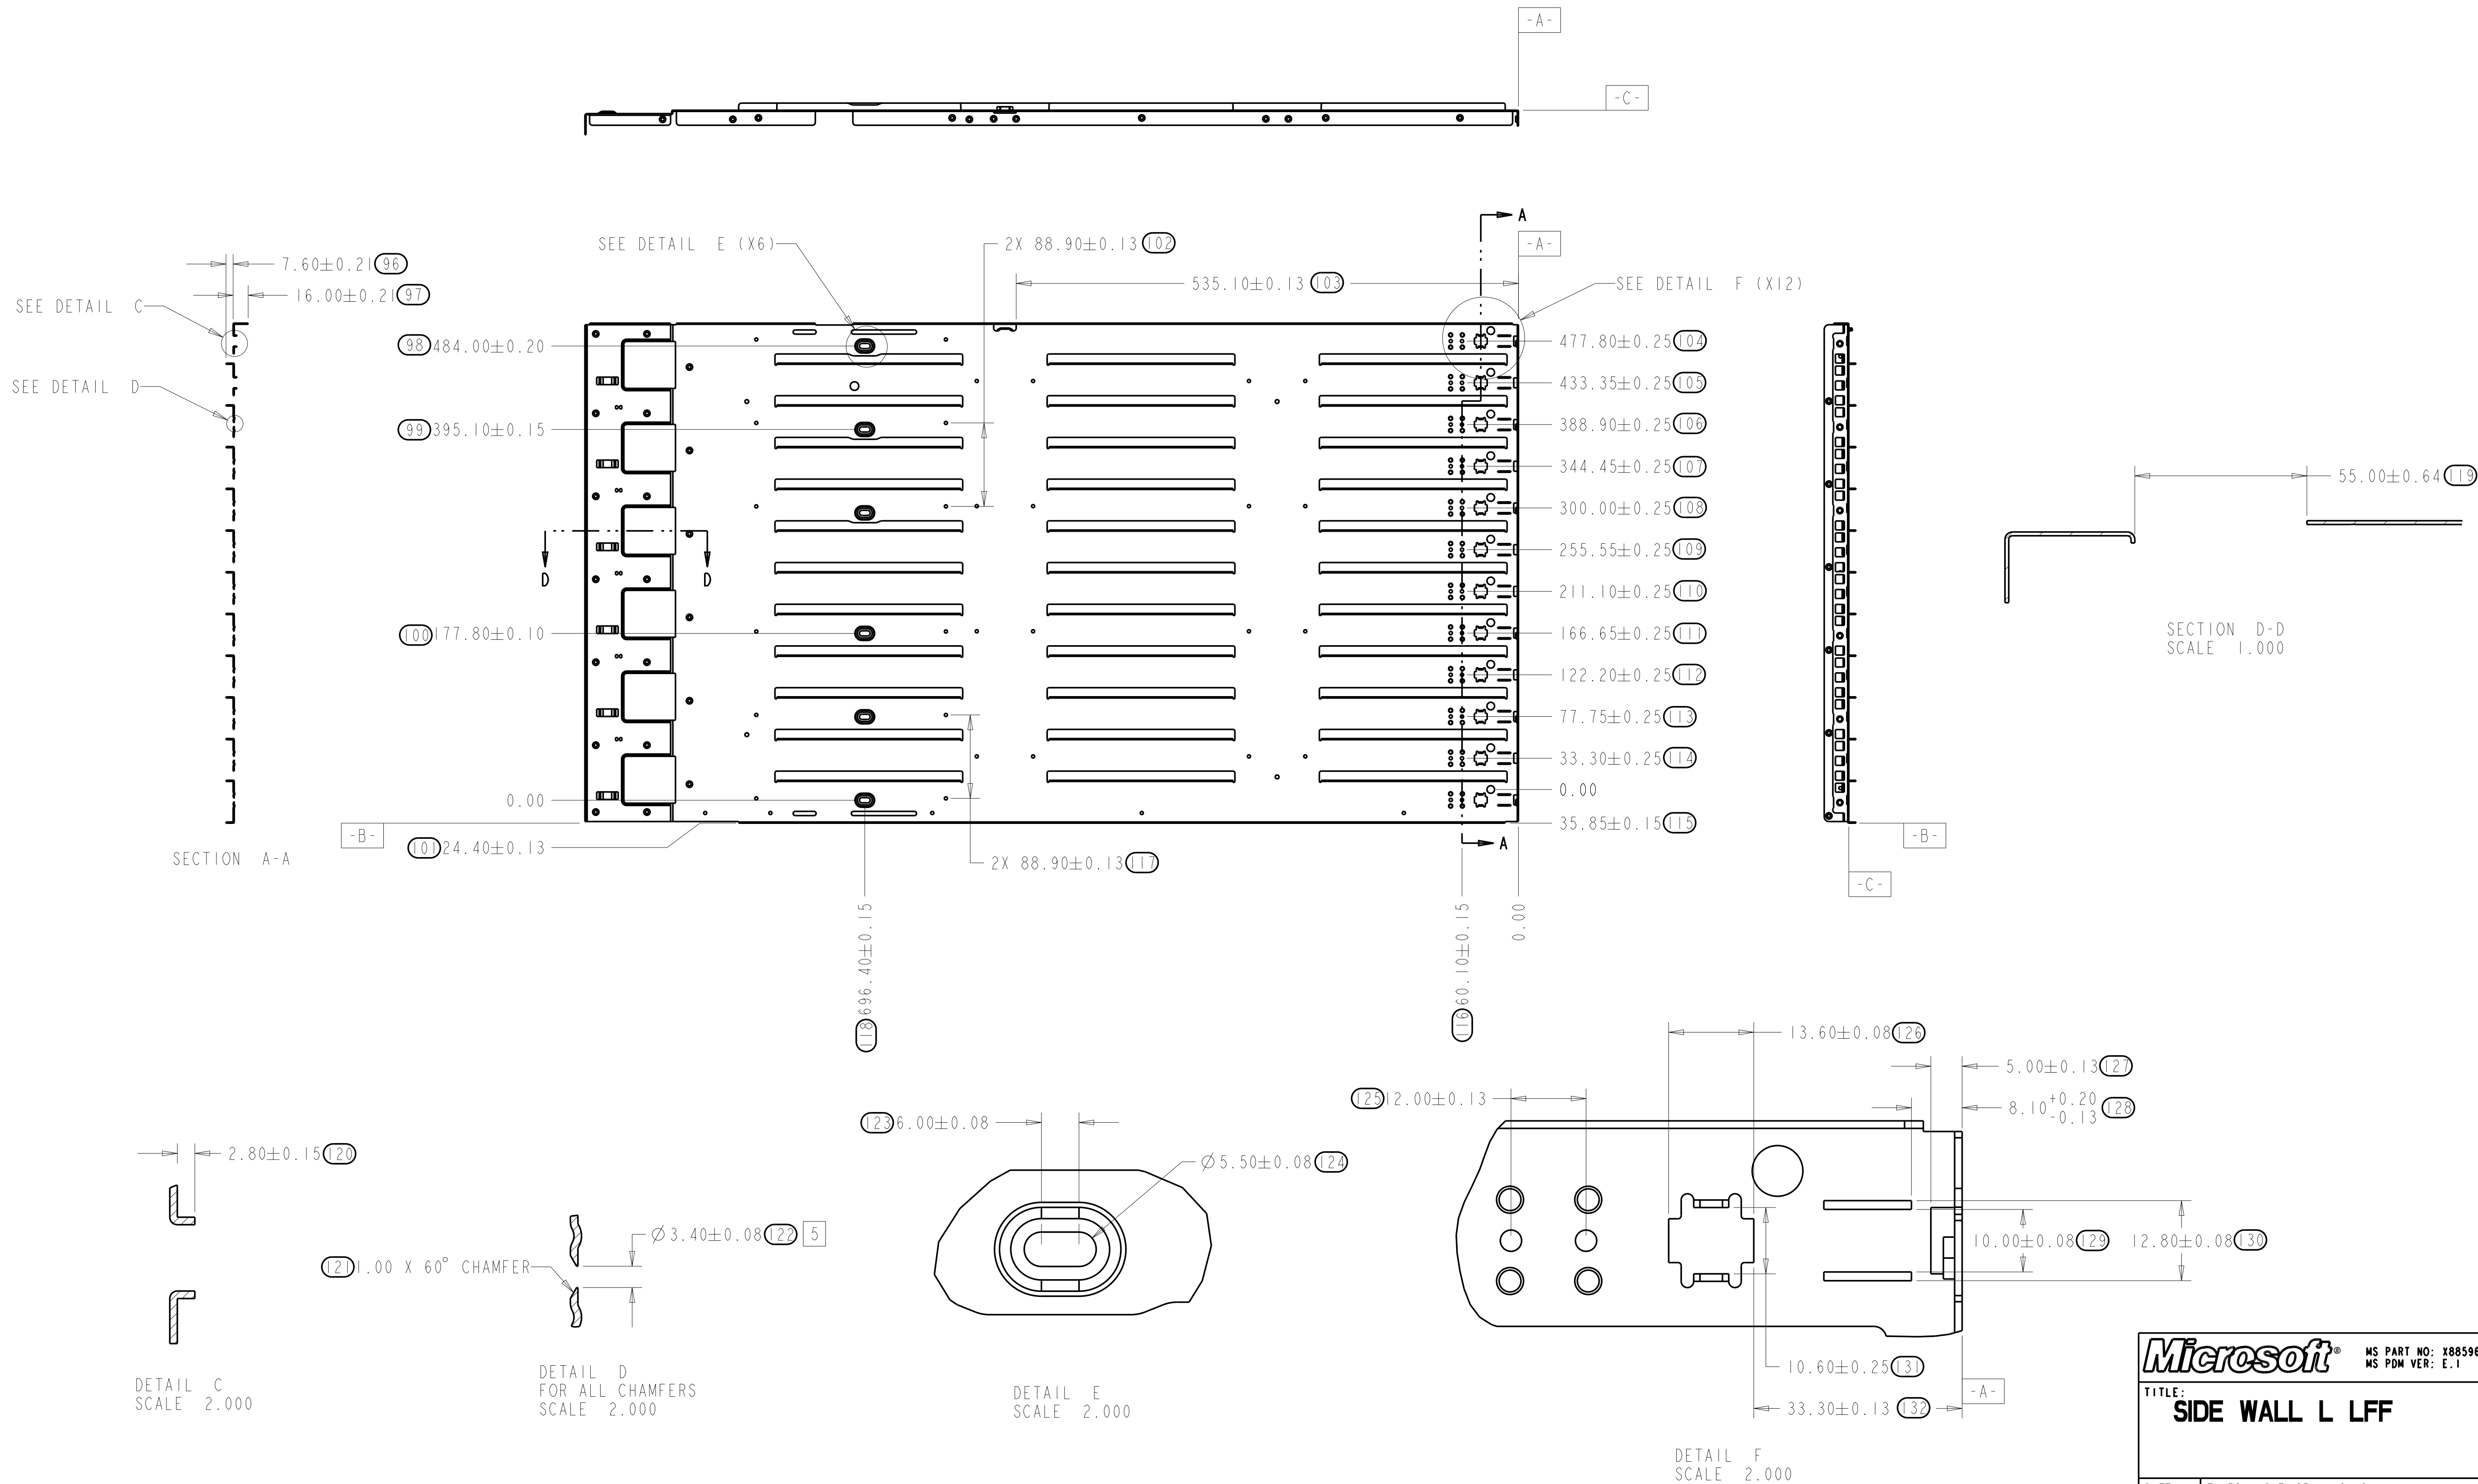 -A-
-C-
A
SEE DETAIL E (X6)
2X 88.90±0.13 102
-A-
7.60±0.21 96
535.10±0.13 103
SEE DETAIL F (X12)
16.00±0.21 97
SEE DETAIL C
98 484.00±0.20
477.80±0.25 104
SEE DETAIL D
433.35±0.25 105
99 395.10±0.15
388.90±0.25 106
344.45±0.25 107
55.00±0.64 119
300.00±0.25 108
255.55±0.25 109
D
D
211.10±0.25 110
100 177.80±0.10
166.65±0.25 111
SECTION D-D
SCALE 1.000
122.20±0.25 112
77.75±0.25 113
33.30±0.25 114
0.00
0.00
35.85±0.15 115
-B-
-B-
101 24.40±0.13
A
SECTION A-A
2X 88.90±0.13 117
-C-
118 696.40±0.15
116 60.10±0.15
0.00
13.60±0.08 126
5.00±0.13 127
125 12.00±0.13
8.10 +0.20 -0.13 128
123 6.00±0.08
2.80±0.15 120
Ø5.50±0.08 124
Ø3.40±0.08 122 5
10.00±0.08 129
12.80±0.08 130
121 1.00 X 60° CHAMFER
10.60±0.25 131
-A-
33.30±0.13 132
DETAIL C
SCALE 2.000
DETAIL D
FOR ALL CHAMFERS
SCALE 2.000
DETAIL E
SCALE 2.000
DETAIL F
SCALE 2.000
Microsoft®
MS PART NO: X88596
MS PDM VER: E.1
TITLE:
SIDE WALL L LFF